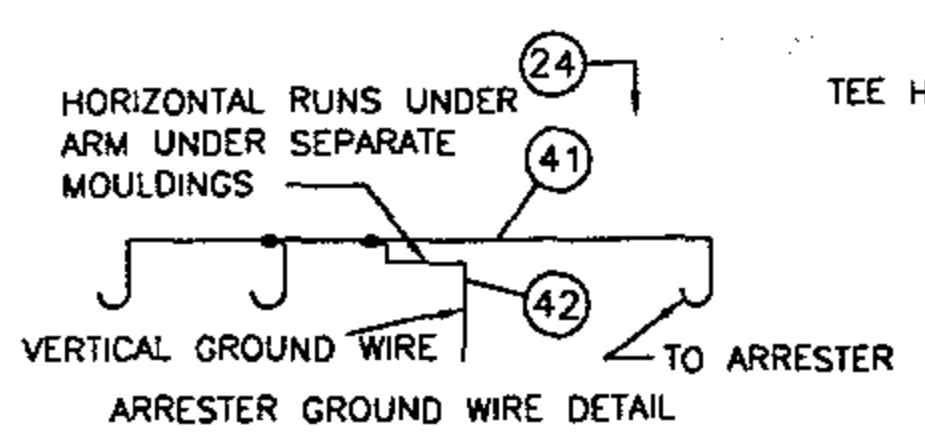 24
TEE H
HORIZONTAL RUNS UNDER
ARM UNDER SEPARATE
MOULDINGS
41
42
VERTICAL GROUND WIRE
TO ARRESTER
ARRESTER GROUND WIRE DETAIL